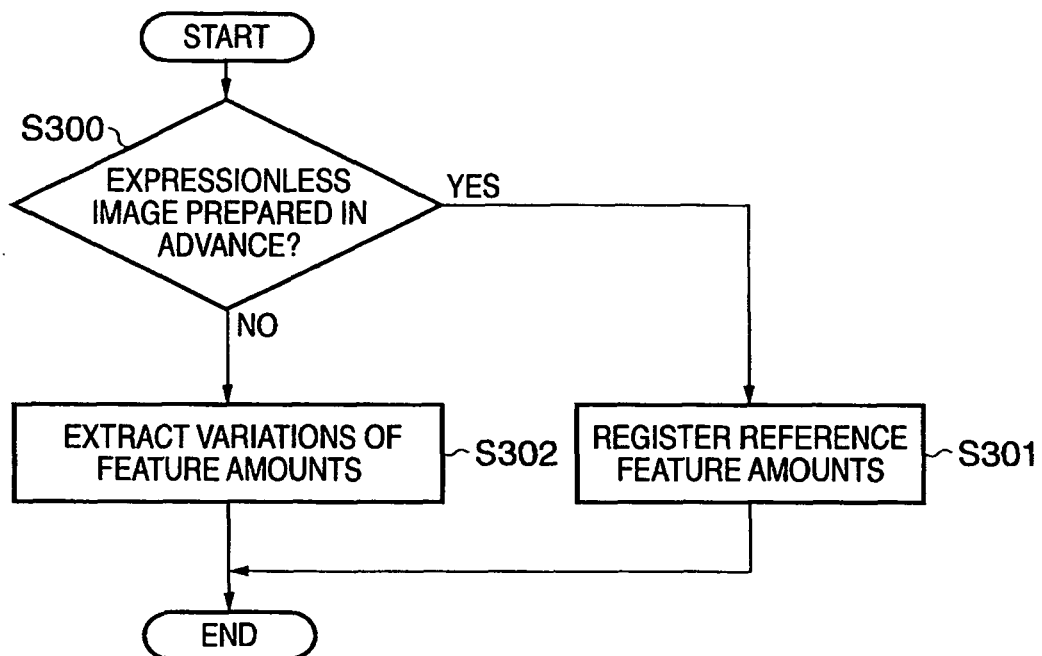 START
S300
EXPRESSIONLESS
IMAGE PREPARED IN
ADVANCE?
YES
NO
EXTRACT VARIATIONS OF
FEATURE AMOUNTS
S302
REGISTER REFERENCE
FEATURE AMOUNTS
S301
END